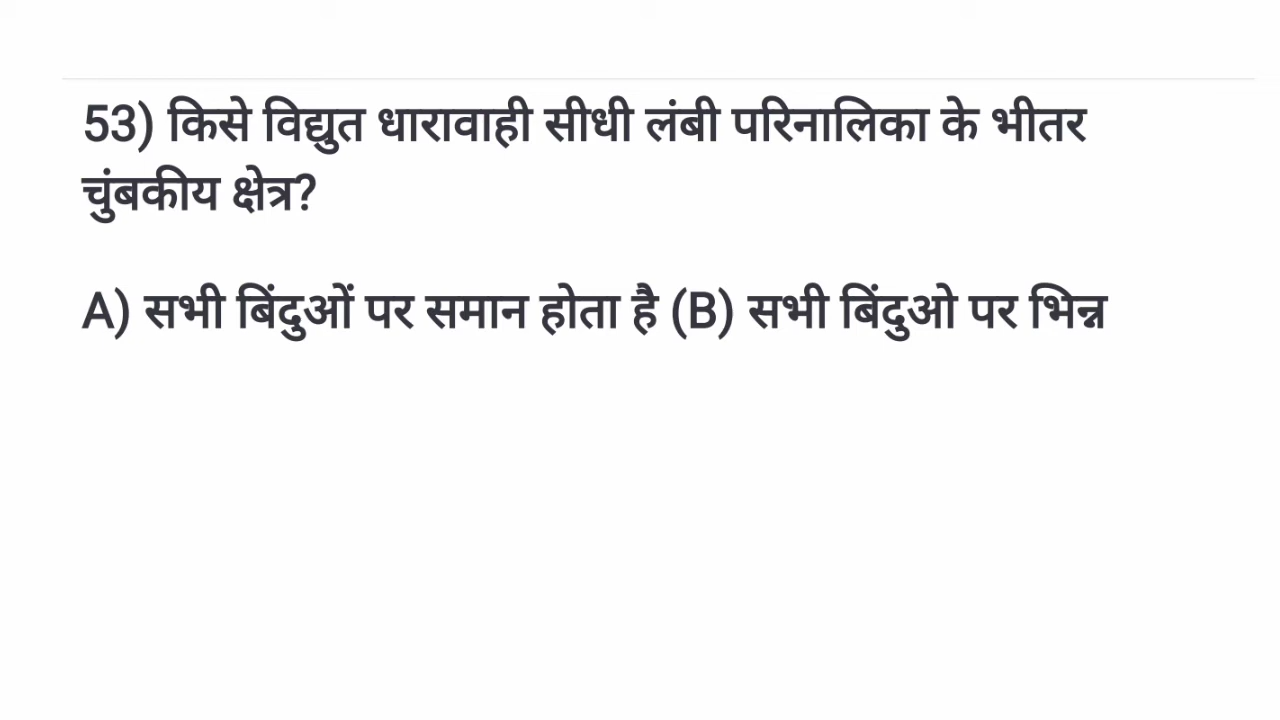 53) किसे विद्युत धारावाही सीधी लंबी परिनालिका के भीतर
चुंबकीय क्षेत्र?
A) सभी बिंदुओं पर समान होता है (B) सभी बिंदुओ पर भिन्न